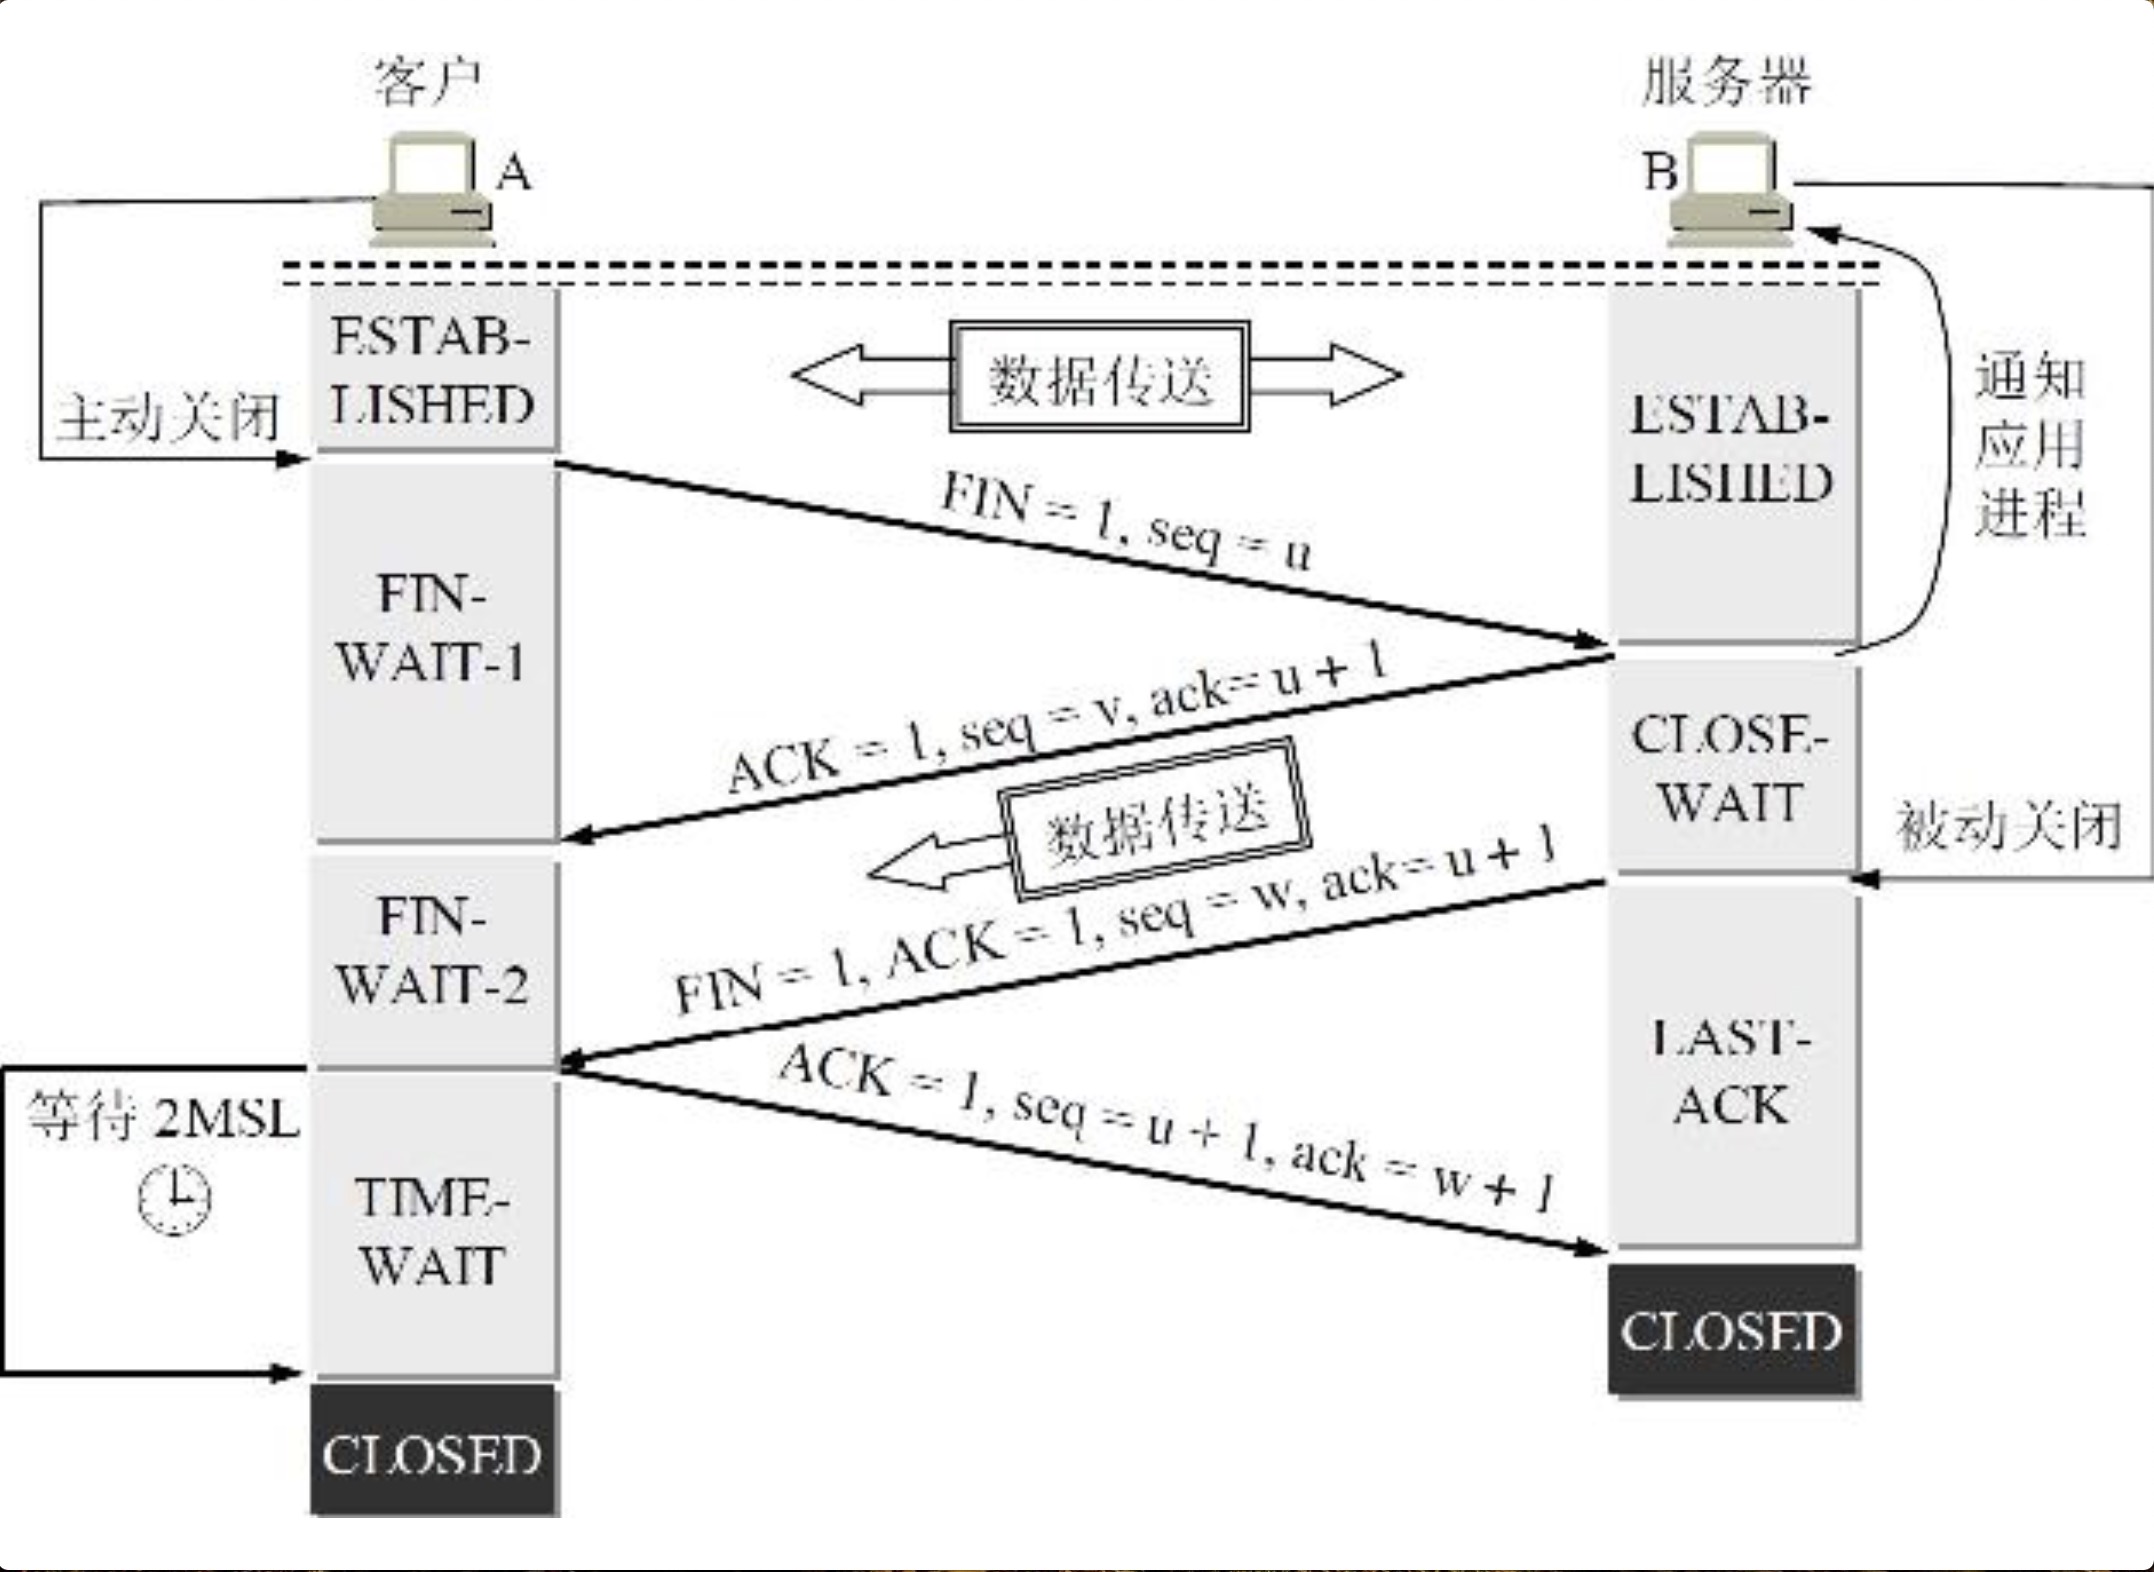 客户
服务器
A
B
ESTAB-
LISHED
数据传送
ESTAB-
LISHED
通知
应用
进程
主动关闭
FIN = 1, seq = u
FIN-
WAIT-1
ACK = 1, seq = v, ack= u + 1
CLOSE-
WAIT
数据传送
被动关闭
FIN-
WAIT-2
FIN = 1, ACK = 1, seq = w, ack= u + 1
LAST-
ACK
等待 2MSL
ACK = 1, seq = u + 1, ack = w + 1
TIME-
WAIT
CLOSED
CLOSED